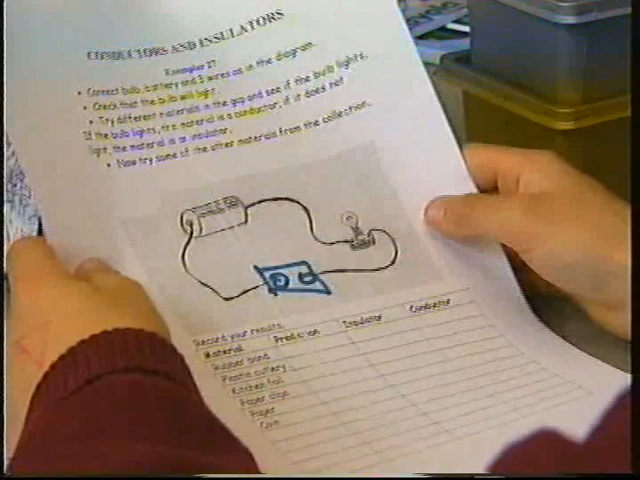 CONDUCTORS AND INSULATORS
• Connect bulb, battery and 3 wires as in the diagram.
• Check that the bulb will light.
• Try different materials in the gap and see if the bulb lights.
If the bulb lights, the material is a conductor, if it does not
light, the material is an insulator.
• Now try some of the other materials from the collection.
Record your results.
Material Prediction Insulator Conductor
Rubber band
Plastic cutlery
Kitchen foil
Paper clips
Paper
Coin